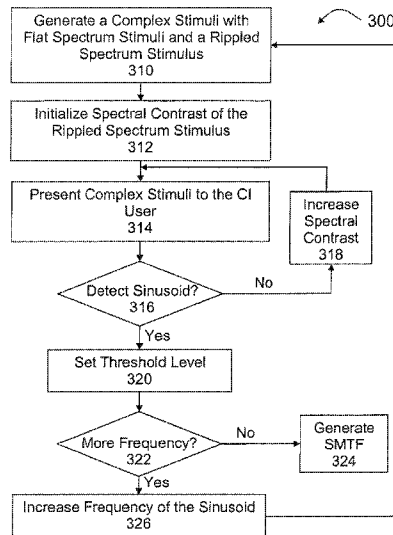 300
Generate a Complex Stimuli with
Flat Spectrum Stimuli and a Rippled
Spectrum Stimulus
310
Initialize Spectral Contrast of the
Rippled Spectrum Stimulus
312
Present Complex Stimuli to the CI
User
314
Increase
Spectral
Contrast
318
Detect Sinusoid?
316
No
Yes
Set Threshold Level
320
More Frequency?
322
No
Generate
SMTF
324
Yes
Increase Frequency of the Sinusoid
326